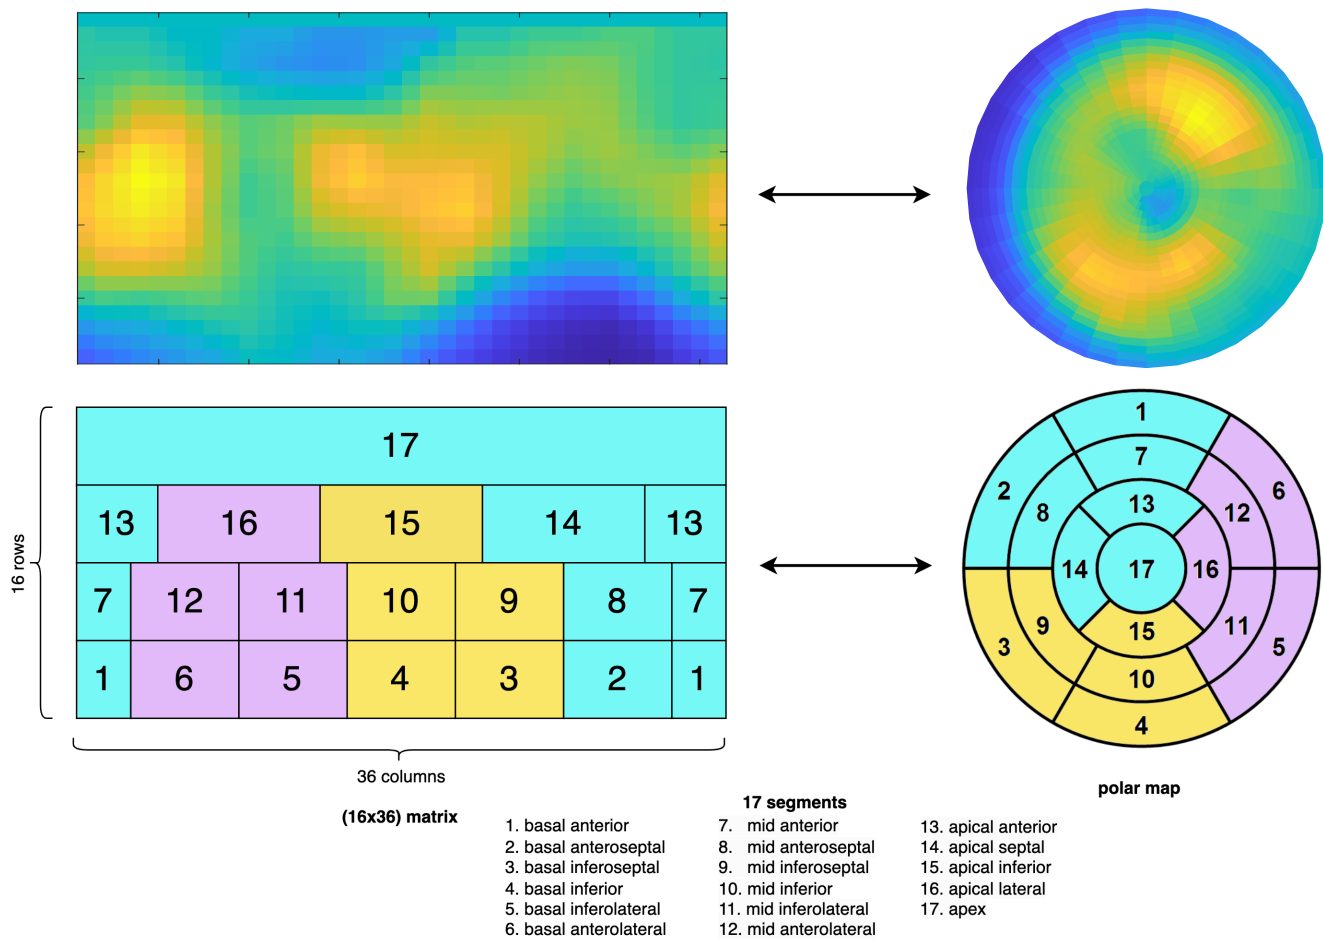 17
13 16 15 14 13
7 12 11 10 9 8 7
1 6 5 4 3 2 1
16 rows
36 columns
(16x36) matrix
1
7
2 8 13 12 6
14 17 16
3 9 15 11 5
10
4
polar map
17 segments
1. basal anterior
2. basal anteroseptal
3. basal inferoseptal
4. basal inferior
5. basal inferolateral
6. basal anterolateral
7. mid anterior
8. mid anteroseptal
9. mid inferoseptal
10. mid inferior
11. mid inferolateral
12. mid anterolateral
13. apical anterior
14. apical septal
15. apical inferior
16. apical lateral
17. apex